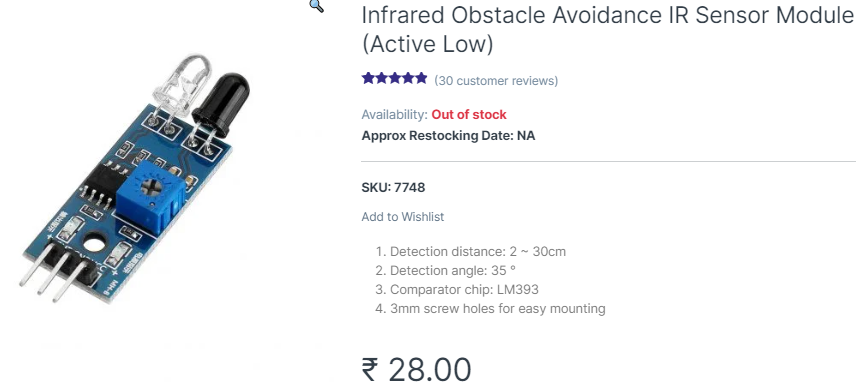 Infrared Obstacle Avoidance IR Sensor Module
(Active Low)
(30 customer reviews)
Availability: Out of stock
Approx Restocking Date: NA
SKU: 7748
Add to Wishlist
1. Detection distance: 2 ~ 30cm
2. Detection angle: 35 °
3. Comparator chip: LM393
4. 3mm screw holes for easy mounting
₹ 28.00